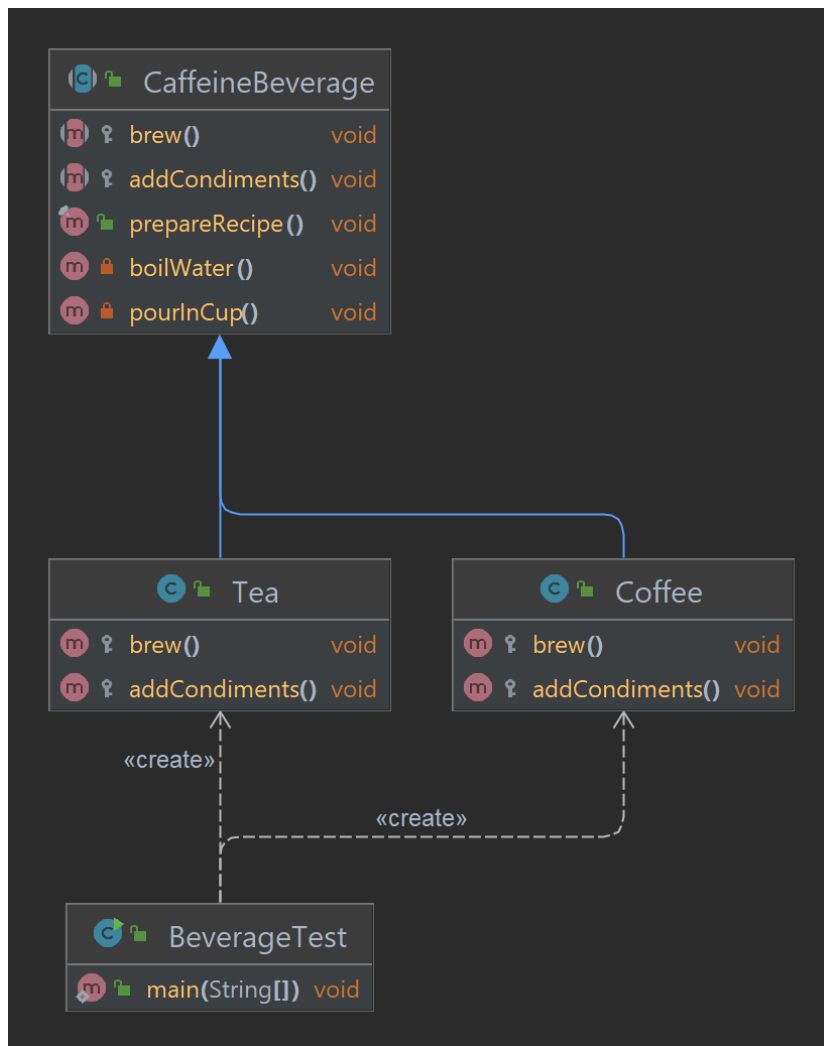 CaffeineBeverage
brew() void
addCondiments() void
prepareRecipe() void
boilWater() void
pourInCup() void
Tea
brew() void
addCondiments() void
Coffee
brew() void
addCondiments() void
«create»
«create»
BeverageTest
main(String[]) void